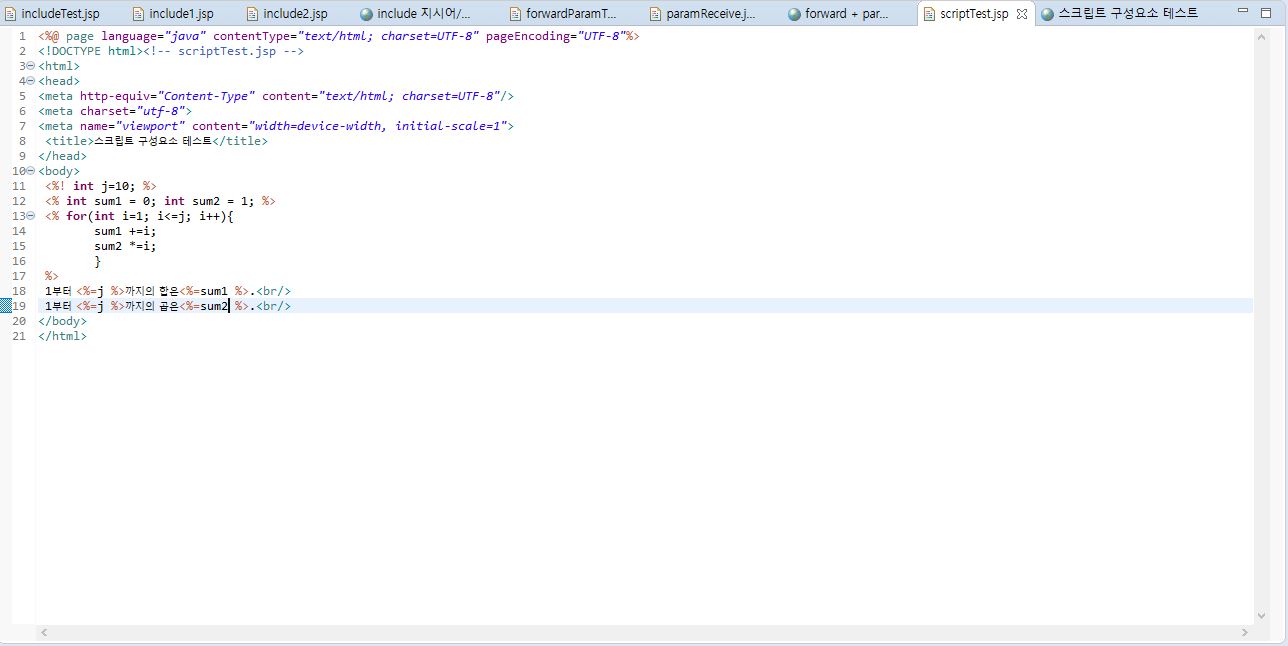 includeTest.jsp include1.jsp include2.jsp include 지시어/... forwardParamT... paramReceive.j... forward + par... scriptTest.jsp 스크립트 구성요소 테스트
1 <%@ page language="java" contentType="text/html; charset=UTF-8" pageEncoding="UTF-8"%>
2 <!DOCTYPE html><!-- scriptTest.jsp -->
3 <html>
4 <head>
5 <meta http-equiv="Content-Type" content="text/html; charset=UTF-8"/>
6 <meta charset="utf-8">
7 <meta name="viewport" content="width=device-width, initial-scale=1">
8 <title>스크립트 구성요소 테스트</title>
9 </head>
10 <body>
11 <%! int j=10; %>
12 <% int sum1 = 0; int sum2 = 1; %>
13 <% for(int i=1; i<=j; i++){
14 sum1 +=i;
15 sum2 *=i;
16 }
17 %>
18 1부터 <%=j %>까지의 합은<%=sum1 %>.<br/>
19 1부터 <%=j %>까지의 곱은<%=sum2 %>.<br/>
20 </body>
21 </html>